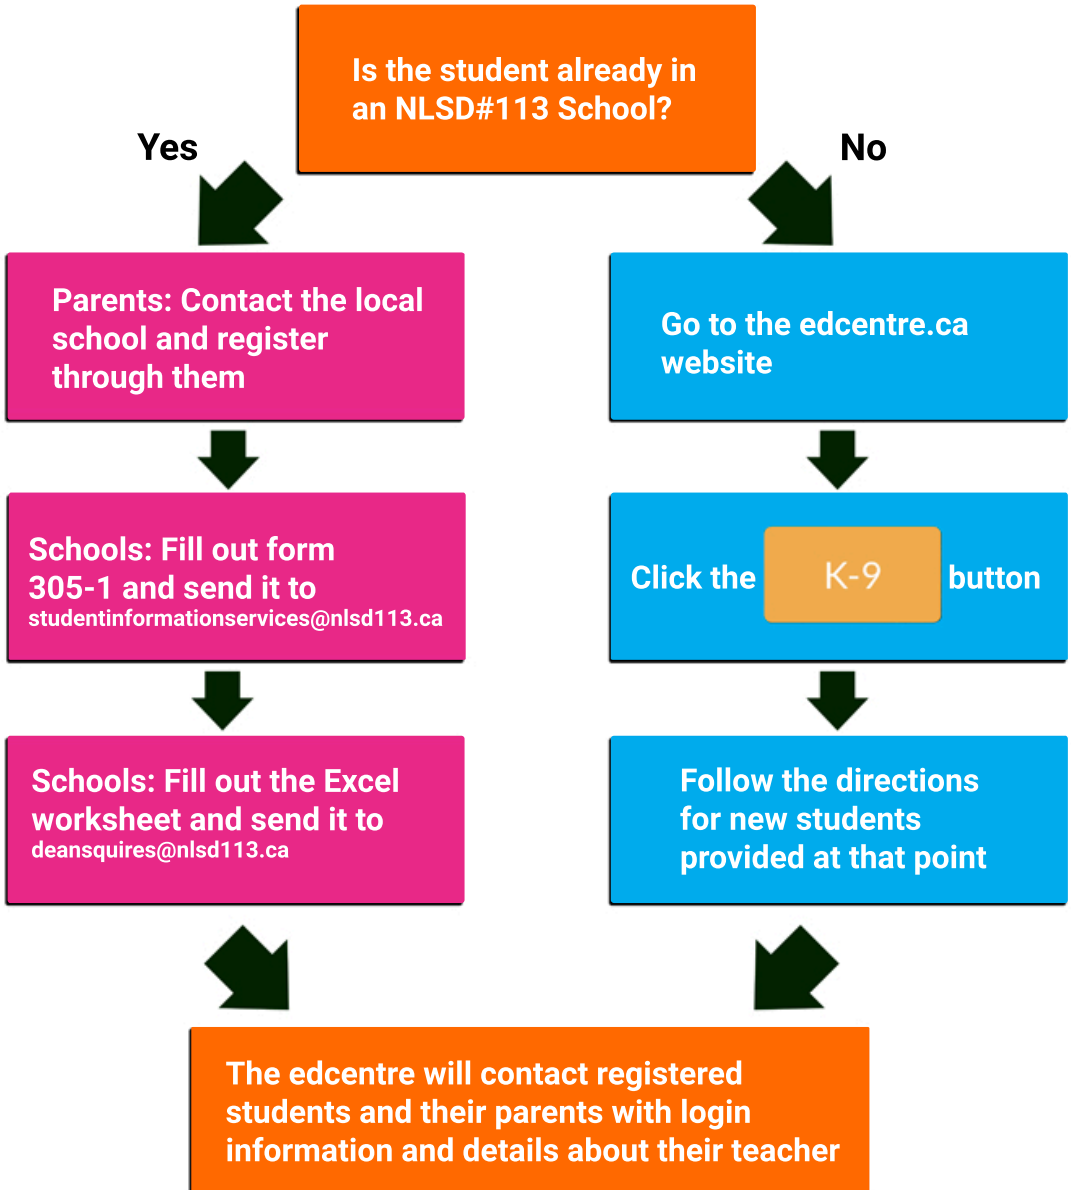 Is the student already in
an NLSD#113 School?
Yes
No
Parents: Contact the local
school and register
through them
Schools: Fill out form
305-1 and send it to
studentinformationservices@nlsd113.ca
Schools: Fill out the Excel
worksheet and send it to
deansquires@nlsd113.ca
Go to the edcentre.ca
website
Click the K-9 button
Follow the directions
for new students
provided at that point
The edcentre will contact registered
students and their parents with login
information and details about their teacher